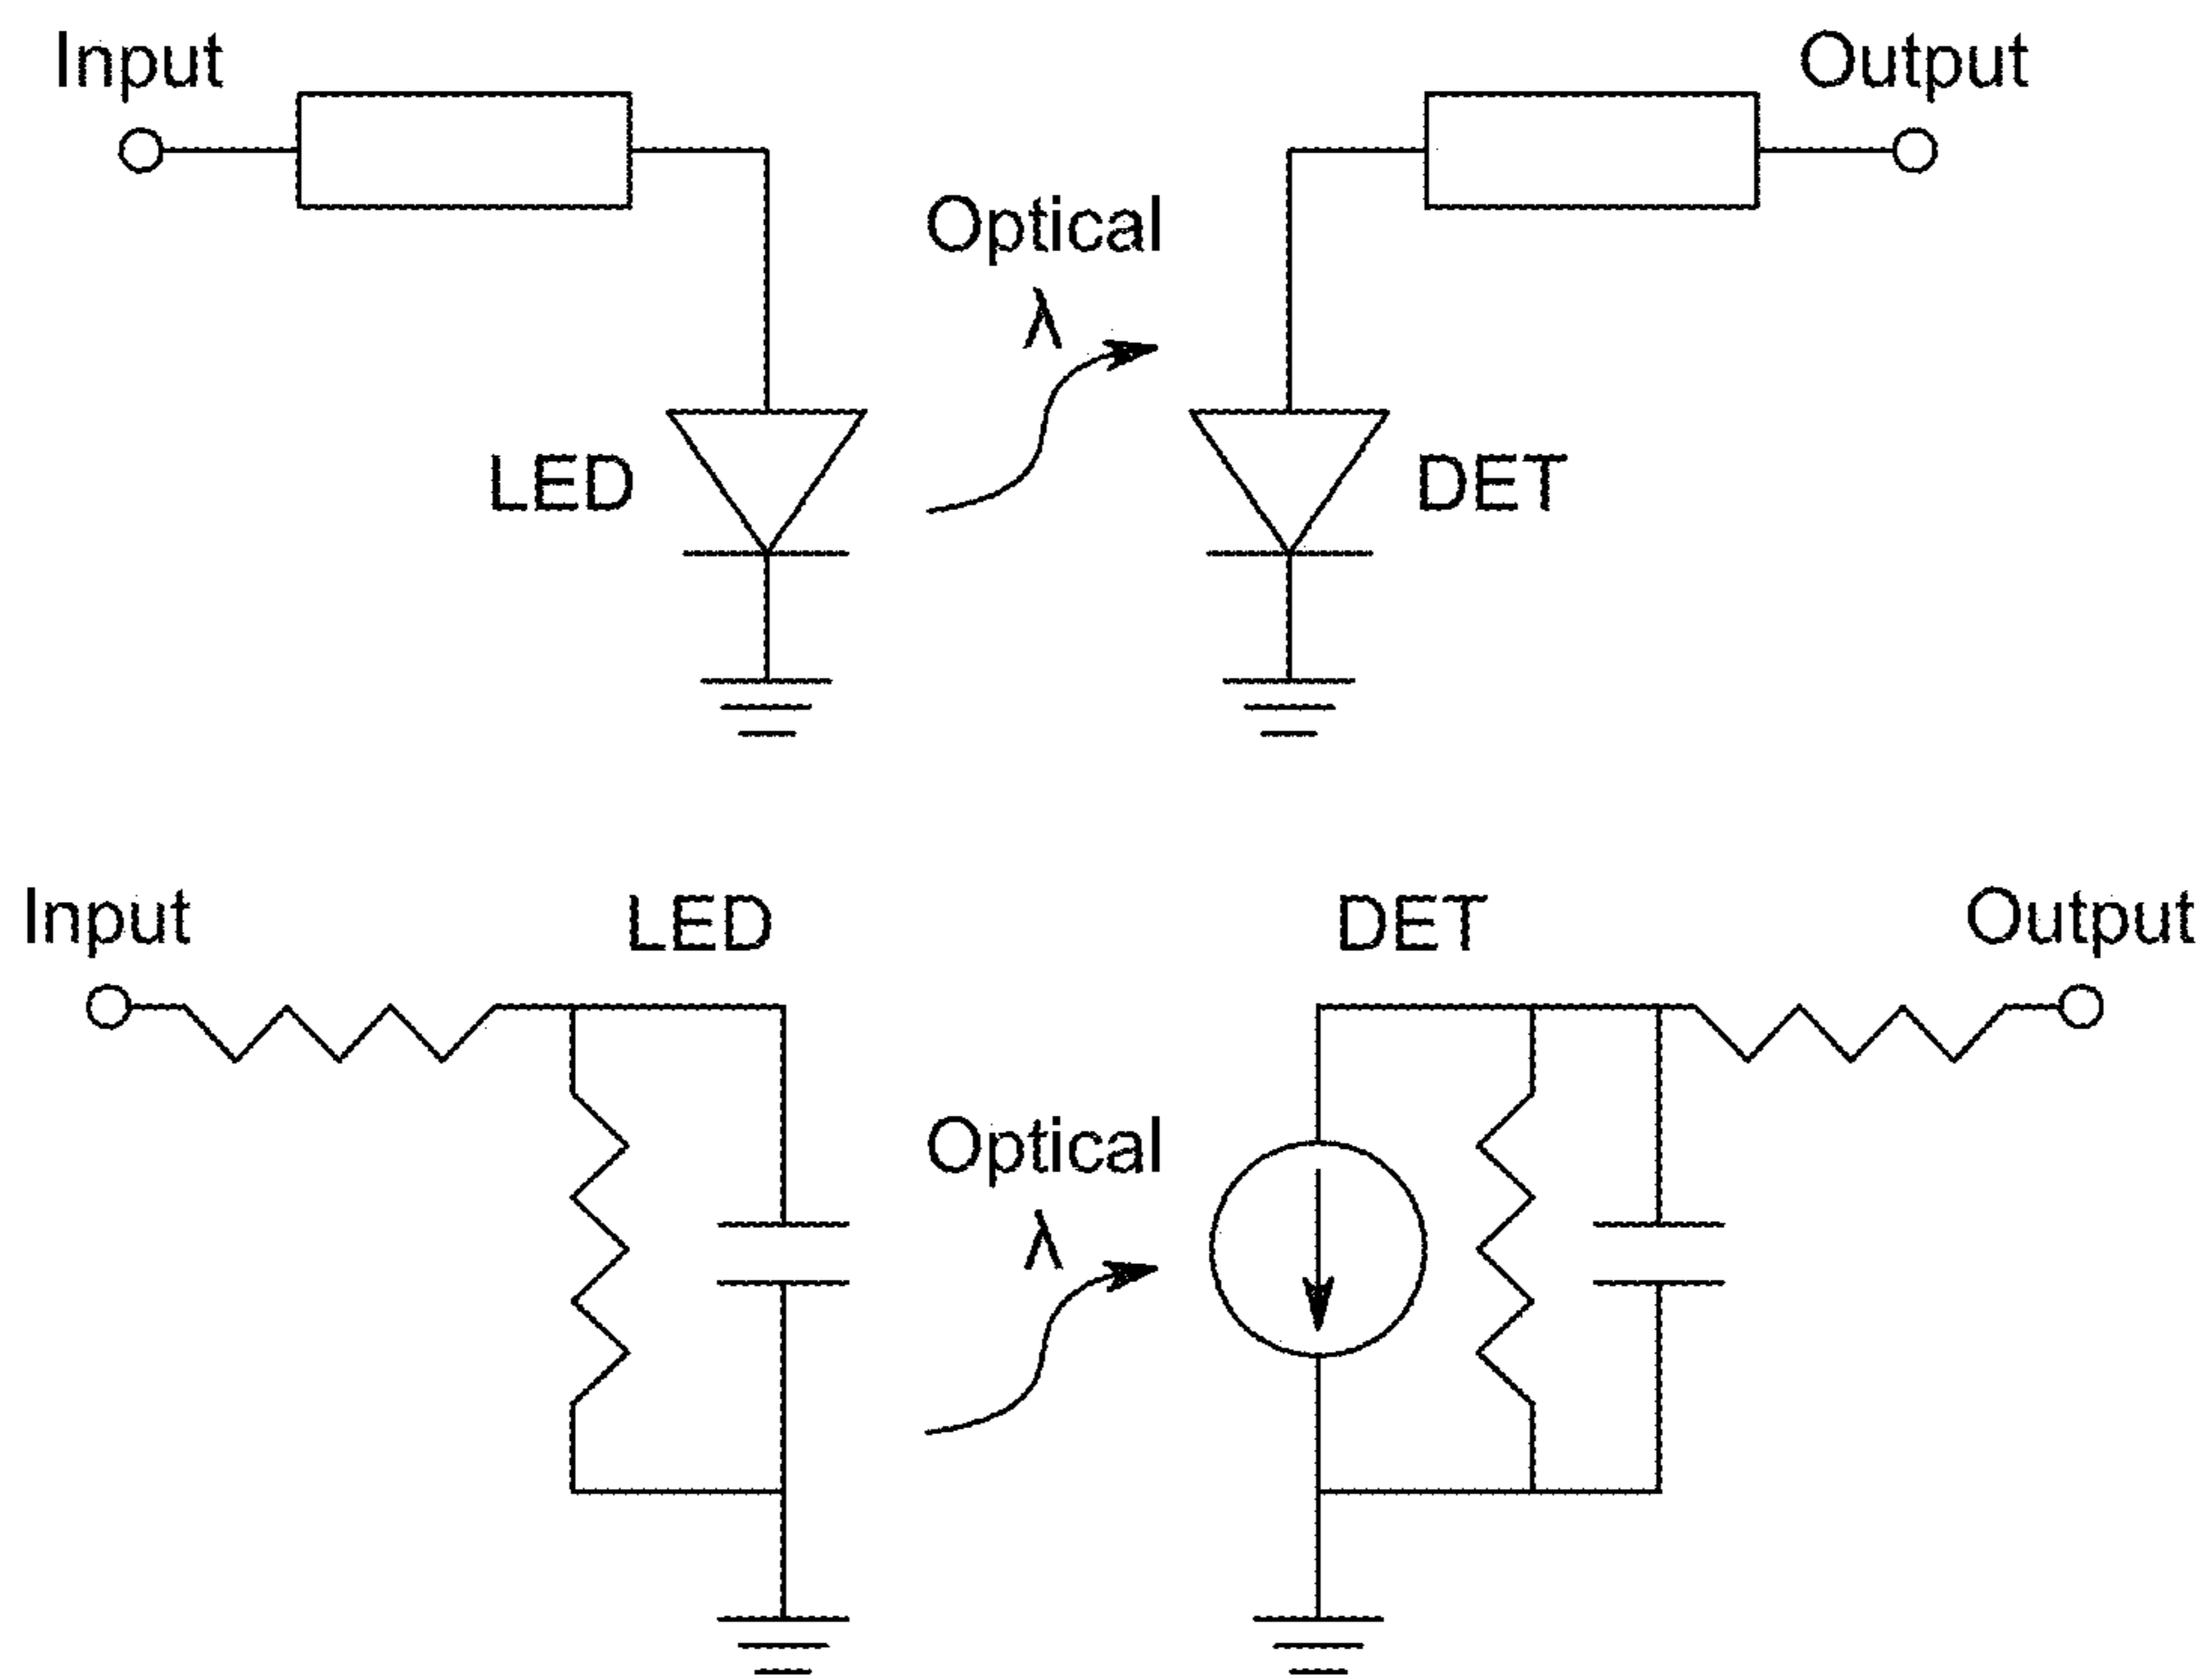 Input
Output
Optical
λ
LED
DET
Input
LED
DET
Output
Optical
λ